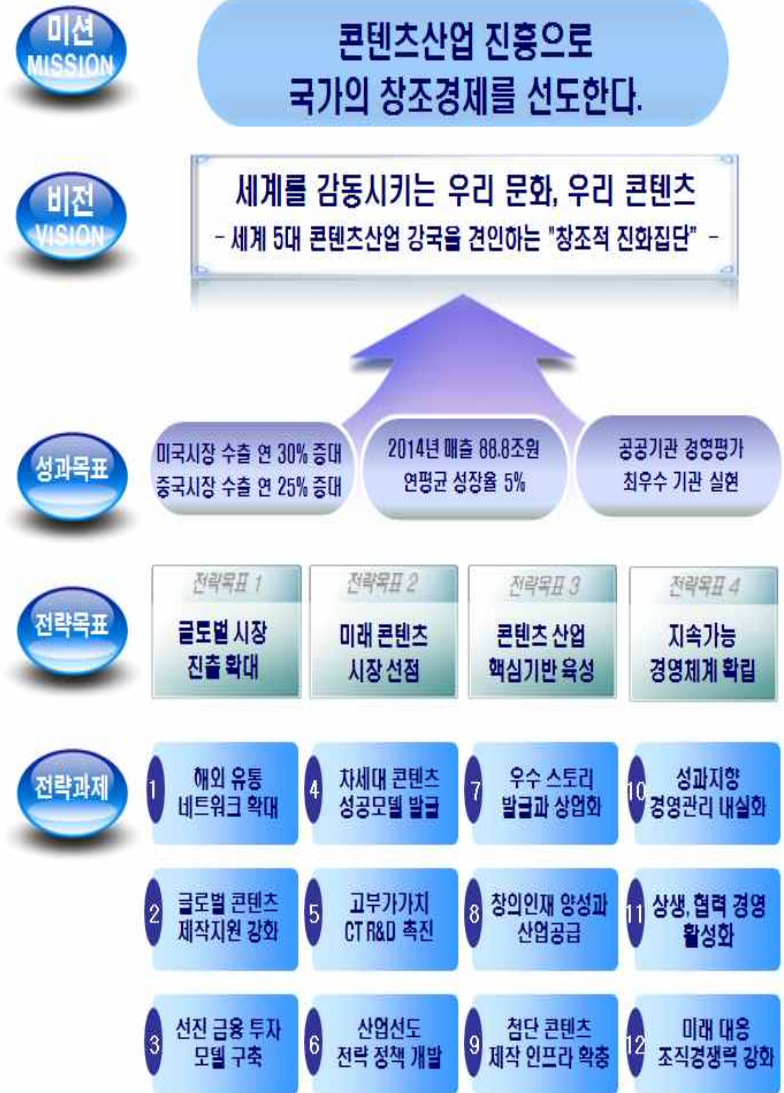 미션
MISSION
콘텐츠산업 진흥으로
국가의 창조경제를 선도한다.
비전
VISION
세계를 감동시키는 우리 문화, 우리 콘텐츠
- 세계 5대 콘텐츠산업 강국을 견인하는 "창조적 진화집단" -
성과목표
미국시장 수출 연 30% 증대
중국시장 수출 연 25% 증대
2014년 매출 88.8조원
연평균 성장율 5%
공공기관 경영평가
최우수 기관 실현
전략목표
전략목표 1
글로벌 시장
진출 확대
전략목표 2
미래 콘텐츠
시장 선점
전략목표 3
콘텐츠 산업
핵심기반 육성
전략목표 4
지속가능
경영체계 확립
전략과제
1 해외 유통
네트워크 확대
4 차세대 콘텐츠
성공모델 발굴
7 우수 스토리
발굴과 상업화
10 성과지향
경영관리 내실화
2 글로벌 콘텐츠
제작지원 강화
5 고부가가치
CT R&D 촉진
8 창의인재 양성과
산업공급
11 상생, 협력 경영
활성화
3 선진 금융 투자
모델 구축
6 산업선도
전략 정책 개발
9 첨단 콘텐츠
제작 인프라 확충
12 미래 대응
조직경쟁력 강화